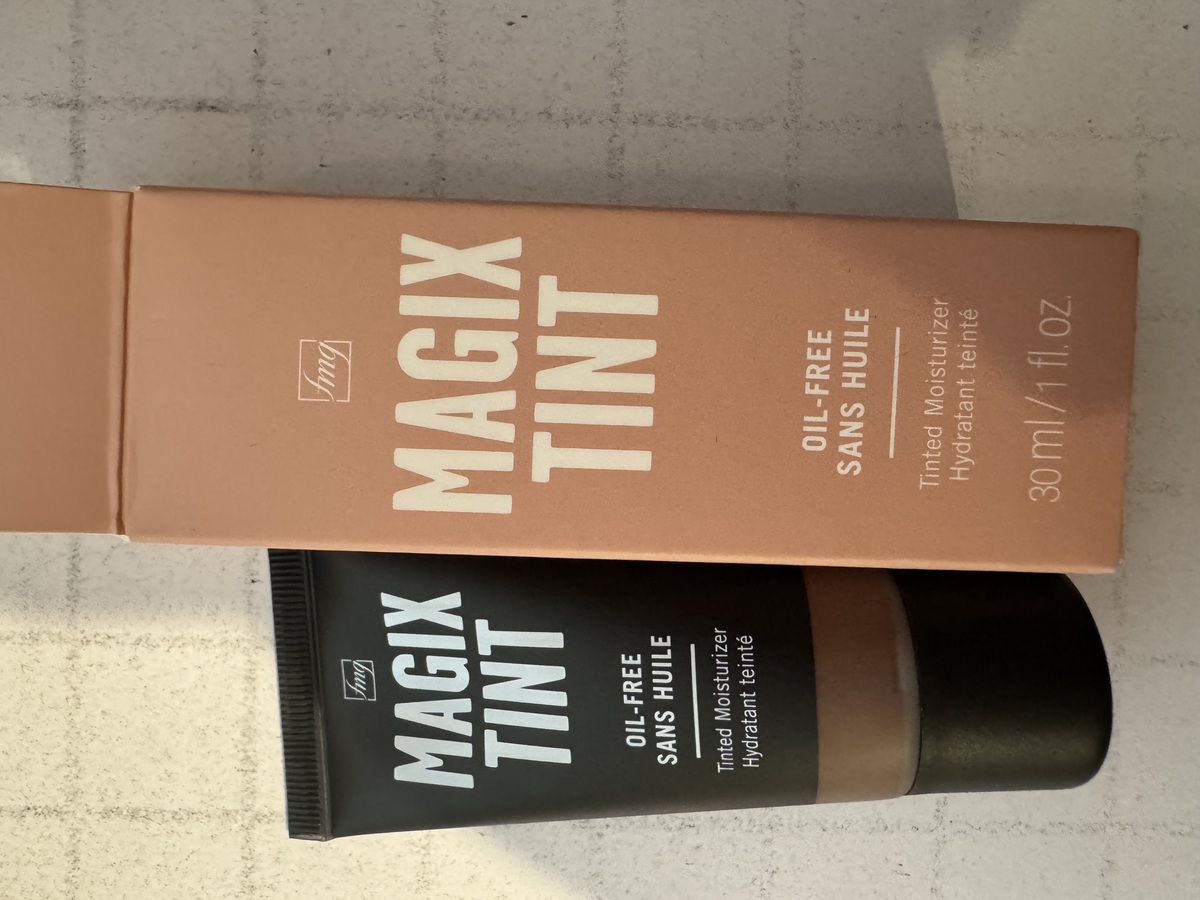 fmg
MAGIX
TINT
OIL-FREE
SANS HUILE
Tinted Moisturizer
Hydratant teinté
30 ml / 1 fl. oz.
fmg
MAGIX
TINT
OIL-FREE
SANS HUILE
Tinted Moisturizer
Hydratant teinté